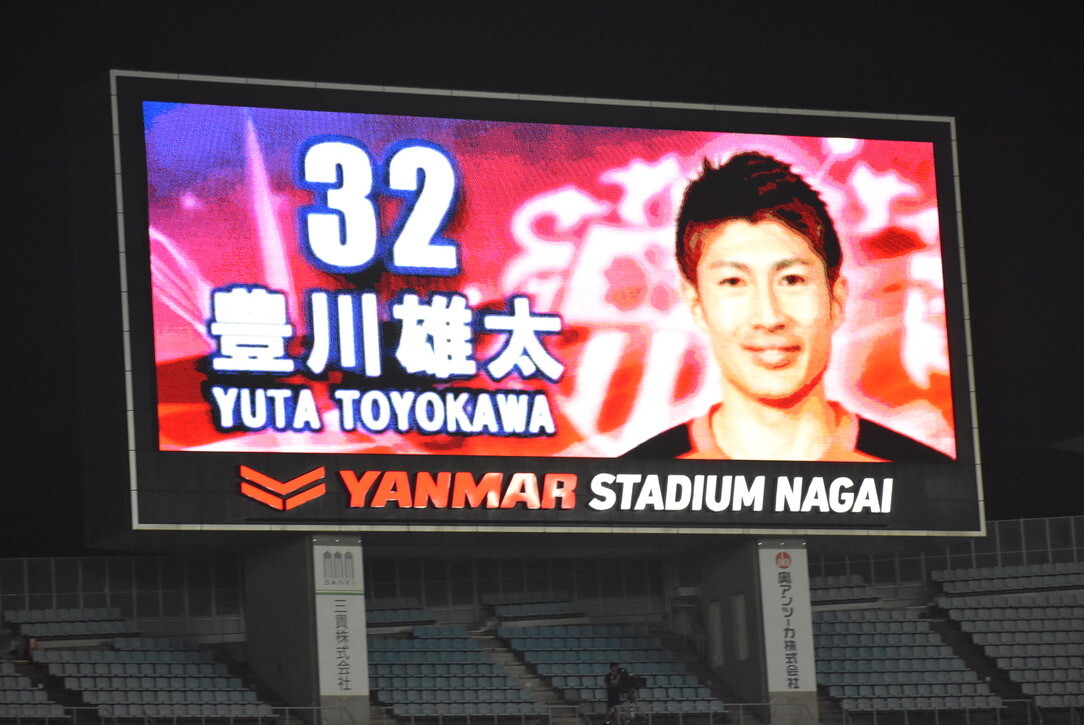 32
豊川雄太
YUTA TOYOKAWA
YANMAR STADIUM NAGAI
SANKI
三貴株式会社
奥アンツーカ株式会社